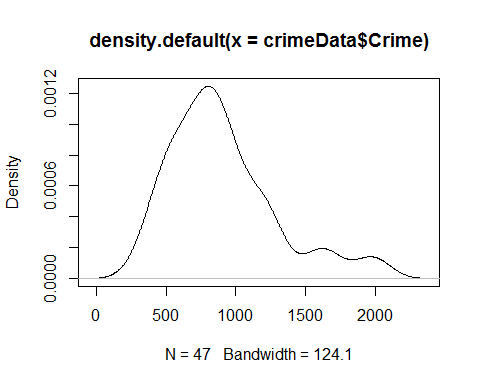 density.default(x = crimeData$Crime)
Density
0.0012
0.0006
0.0000
0 500 1000 1500 2000
N = 47 Bandwidth = 124.1